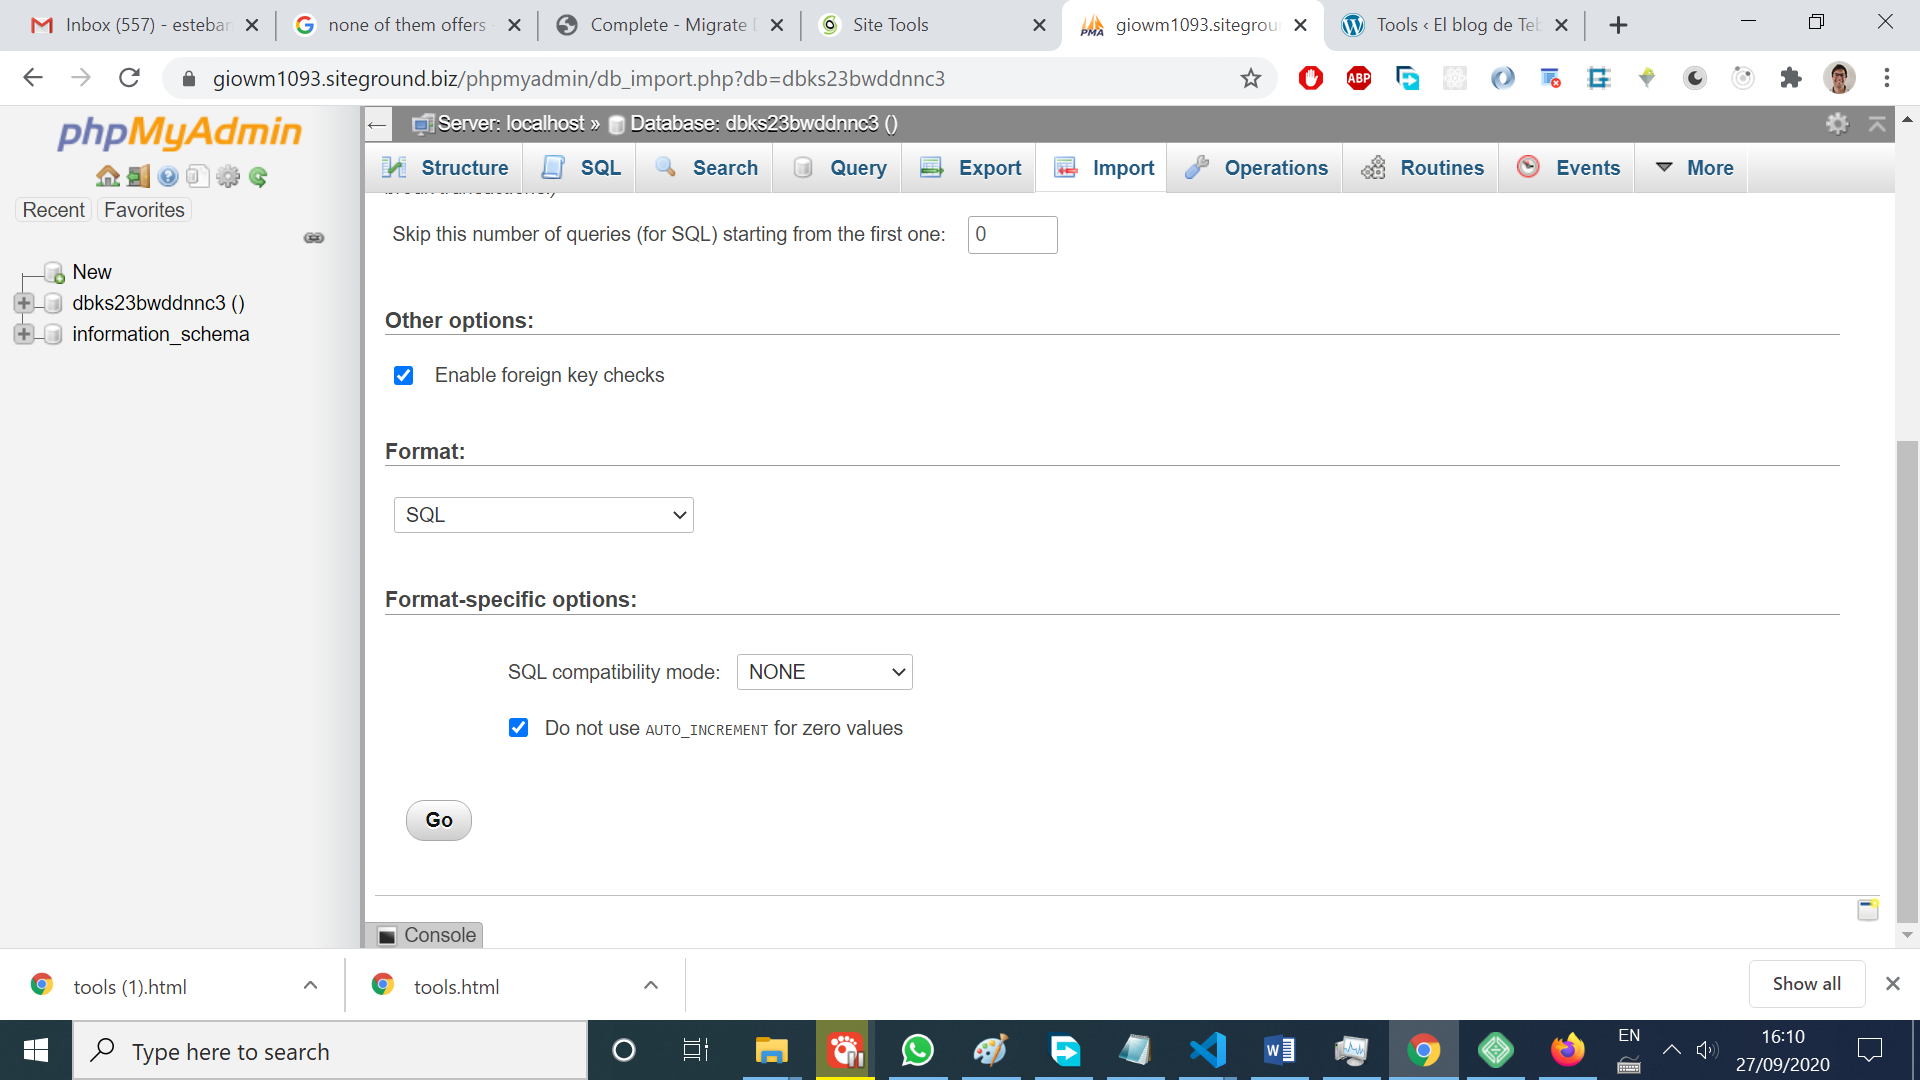 Inbox (557) - esteban
none of them offers -
Complete - Migrate D
Site Tools
giowm1093.sitegroun
Tools ‹ El blog de Teb
giowm1093.siteground.biz/phpmyadmin/db_import.php?db=dbks23bwddnnc3
ABP
phpMyAdmin
Recent Favorites
New
dbks23bwddnnc3 ()
information_schema
Server: localhost » Database: dbks23bwddnnc3 ()
Structure SQL Search Query Export Import Operations Routines Events More
Skip this number of queries (for SQL) starting from the first one: 0
Other options:
Enable foreign key checks
Format:
SQL
Format-specific options:
SQL compatibility mode: NONE
Do not use AUTO_INCREMENT for zero values
Go
Console
tools (1).html
tools.html
Show all
Type here to search
EN
16:10
27/09/2020